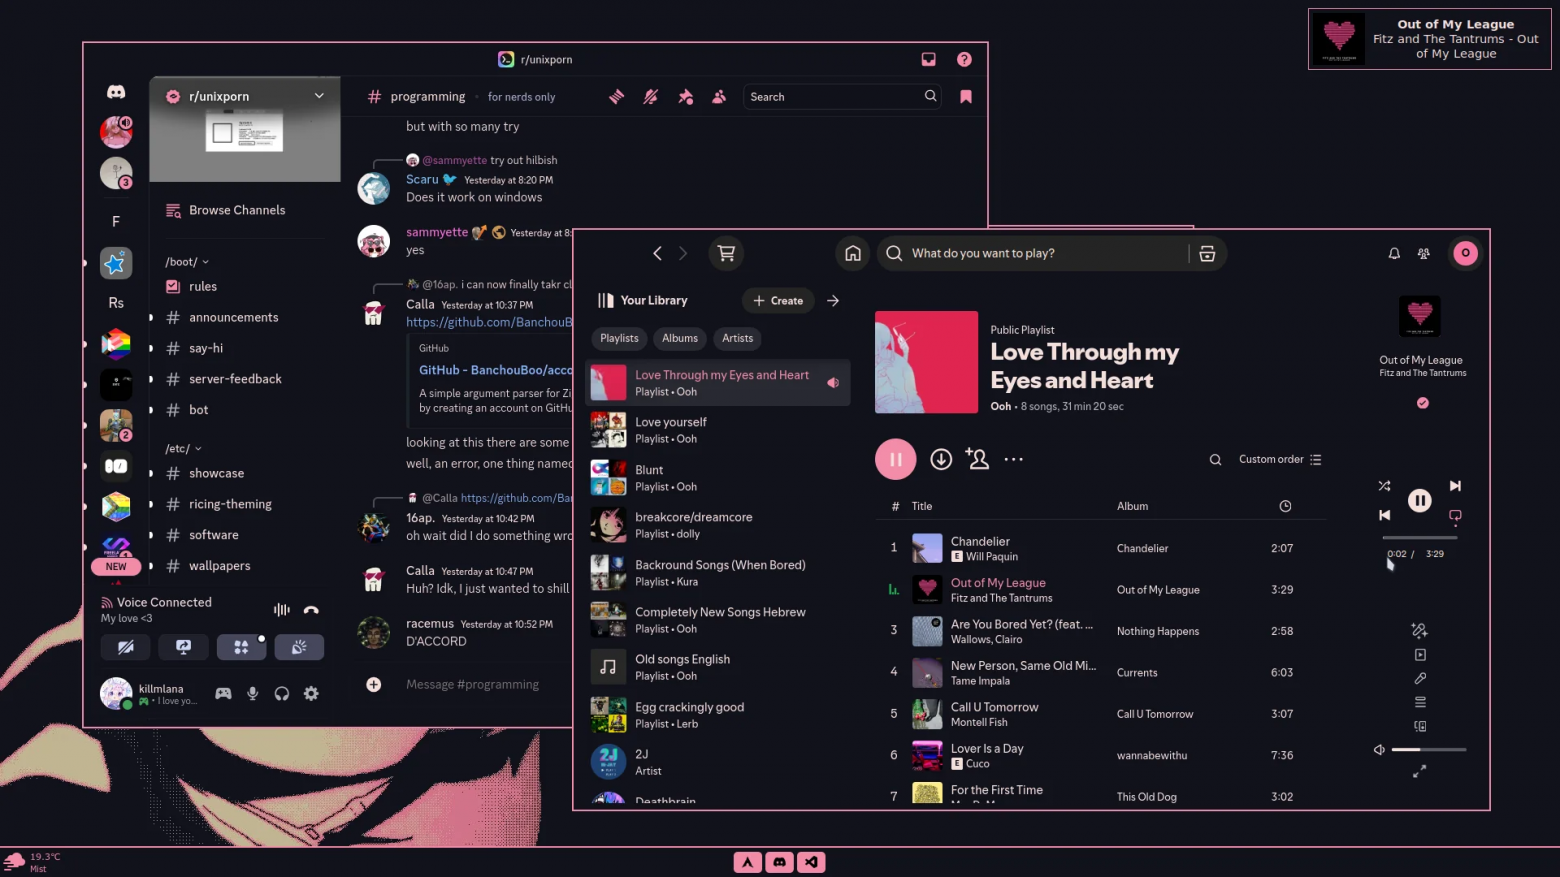 Out of My League
Fitz and The Tantrums - Out
of My League
r/unixporn
r/unixporn
programming
for nerds only
Search
but with so many try
@sammyette try out hilbish
Scaru Yesterday at 8:20 PM
Does it work on windows
sammyette Yesterday at 8:
yes
@16ap. i can now finally takr cl
Calla Yesterday at 10:37 PM
https://github.com/BanchouB
GitHub
GitHub - BanchouBoo/acco
A simple argument parser for Zi
by creating an account on GitHu
looking at this there are some
well, an error, one thing named
@Calla https://github.com/Ba
16ap. Yesterday at 10:42 PM
oh wait did I do something wro
Calla Yesterday at 10:47 PM
Huh? Idk, I just wanted to shill
racemus Yesterday at 10:52 PM
D'ACCORD
Message #programming
3
F
Rs
2
NEW
Browse Channels
/boot/
rules
announcements
say-hi
server-feedback
bot
/etc/
showcase
ricing-theming
software
wallpapers
Voice Connected
My love <3
killmlana
• I love yo...
What do you want to play?
O
Your Library
Create
Playlists
Albums
Artists
Love Through my Eyes and Heart
Playlist • Ooh
Love yourself
Playlist • Ooh
Blunt
Playlist • Ooh
breakcore/dreamcore
Playlist • dolly
Backround Songs (When Bored)
Playlist • Kura
Completely New Songs Hebrew
Playlist • Ooh
Old songs English
Playlist • Ooh
Egg crackingly good
Playlist • Lerb
2J
Artist
Deathbrain
Public Playlist
Love Through my
Eyes and Heart
Ooh • 8 songs, 31 min 20 sec
Custom order
# Title Album
1 Chandelier Chandelier 2:07
E Will Paquin
Out of My League Out of My League 3:29
Fitz and The Tantrums
3 Are You Bored Yet? (feat. ... Nothing Happens 2:58
Wallows, Clairo
4 New Person, Same Old Mi... Currents 6:03
Tame Impala
5 Call U Tomorrow Call U Tomorrow 3:07
Montell Fish
6 Lover Is a Day wannabewithu 7:36
E Cuco
7 For the First Time This Old Dog 3:02
Out of My League
Fitz and The Tantrums
0:02 / 3:29
19.3°C
Mist